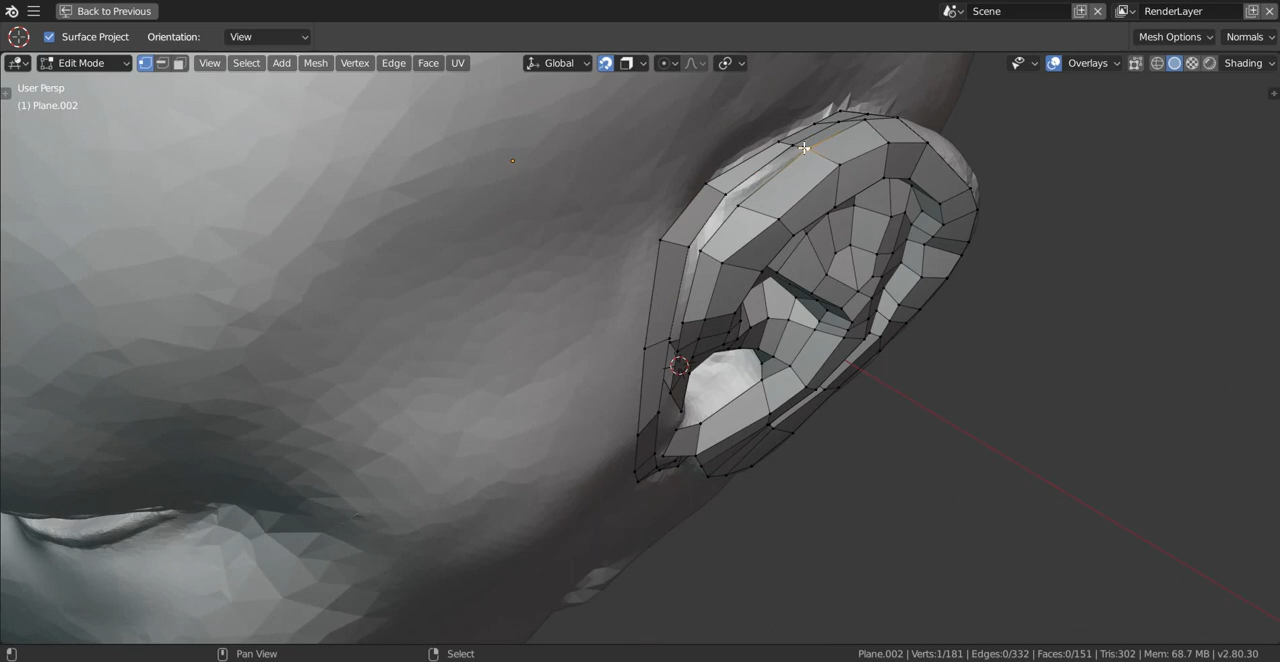 Back to Previous
Scene
RenderLayer
Surface Project
Orientation:
View
Mesh Options
Normals
Edit Mode
View
Select
Add
Mesh
Vertex
Edge
Face
UV
Global
Overlays
Shading
User Persp
(1) Plane.002
Pan View
Select
Plane.002 | Verts:1/181 | Edges:0/332 | Faces:0/151 | Tris:302 | Mem: 68.7 MB | v2.80.30